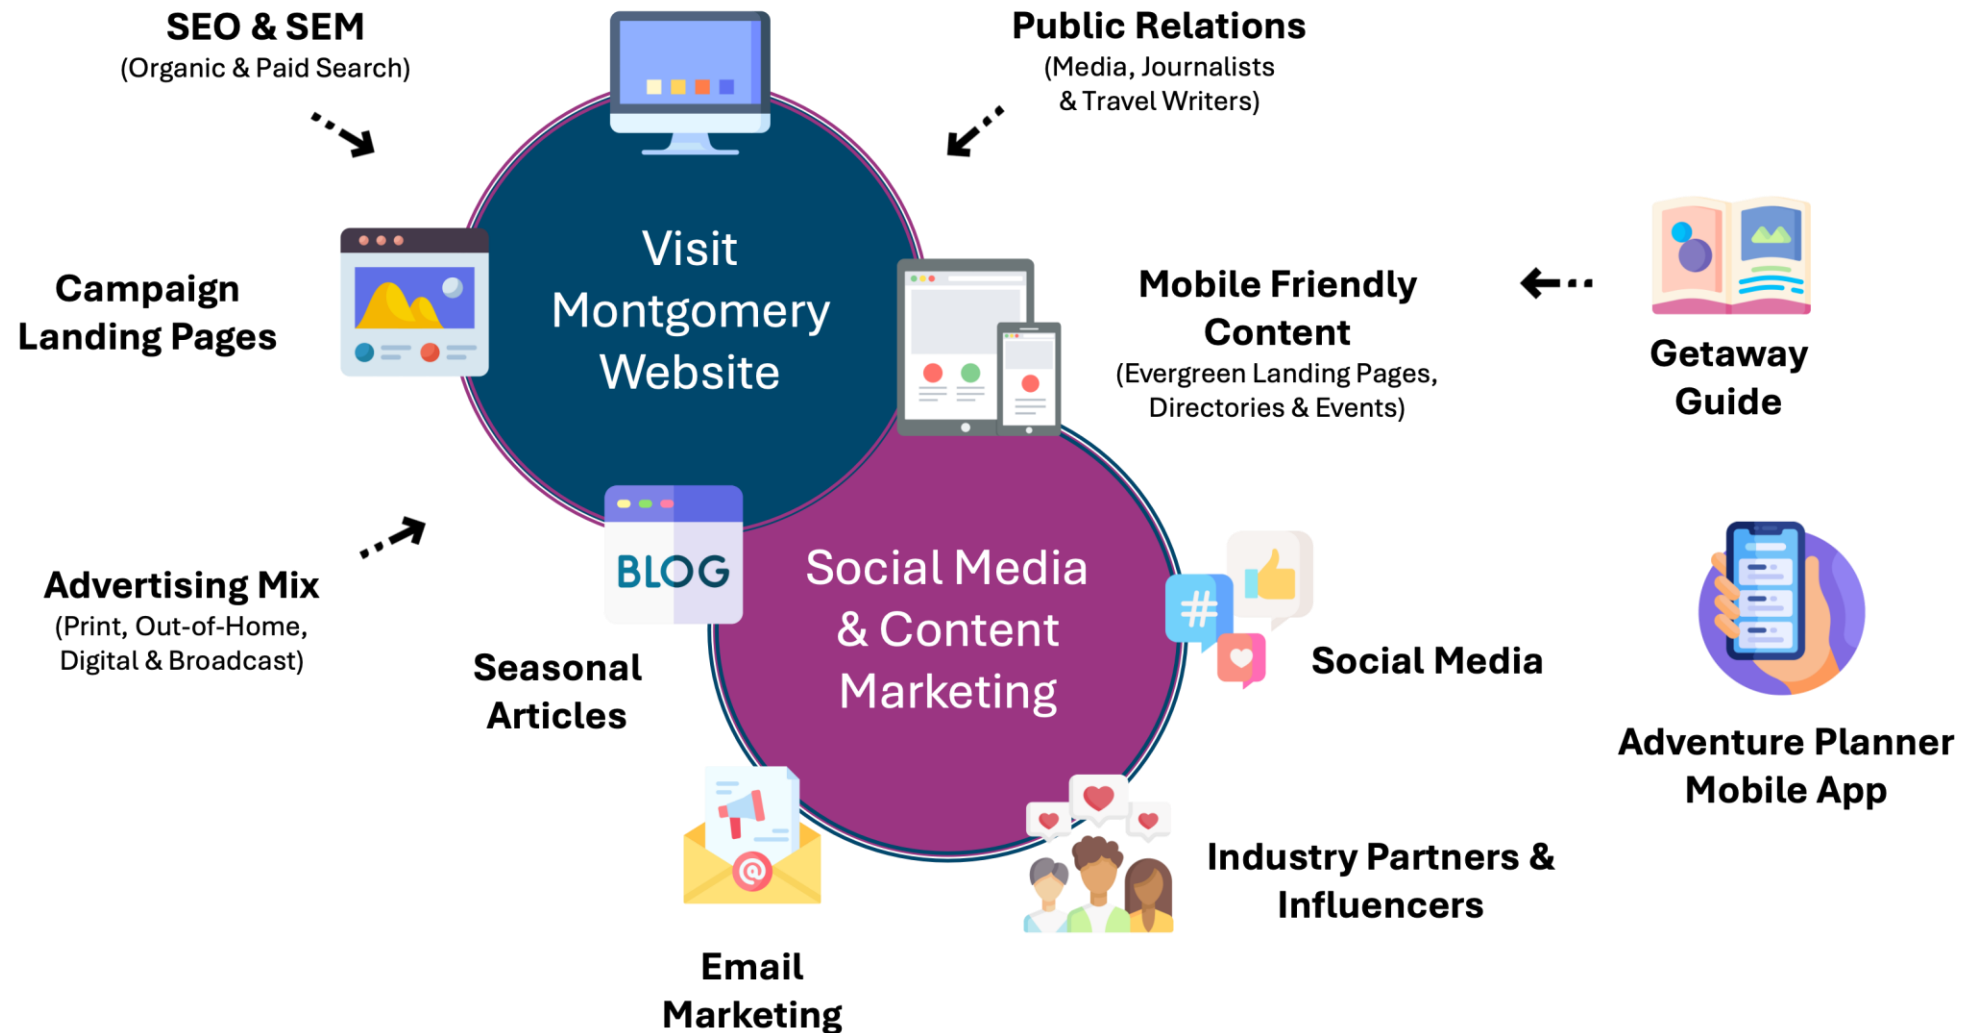 SEO & SEM
(Organic & Paid Search)
Public Relations
(Media, Journalists
& Travel Writers)
Visit
Montgomery
Website
Campaign
Landing Pages
Mobile Friendly
Content
(Evergreen Landing Pages,
Directories & Events)
Getaway
Guide
Advertising Mix
(Print, Out-of-Home,
Digital & Broadcast)
BLOG
Seasonal
Articles
Social Media
& Content
Marketing
#
Social Media
Adventure Planner
Mobile App
@
Email
Marketing
Industry Partners &
Influencers